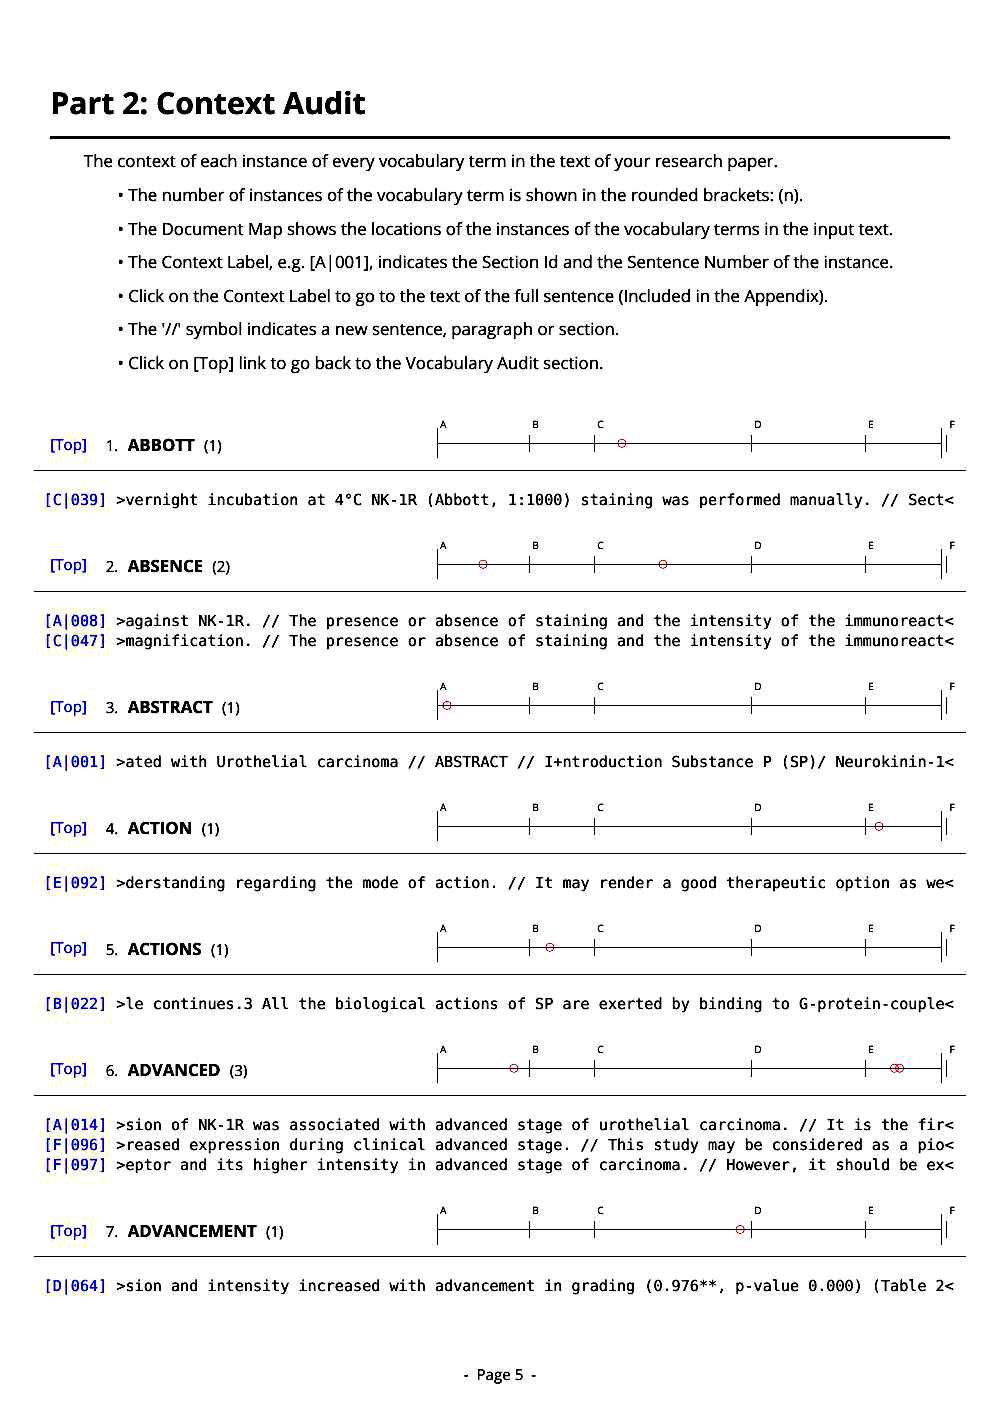 Part 2: Context Audit
The context of each instance of every vocabulary term in the text of your research paper.
• The number of instances of the vocabulary term is shown in the rounded brackets: (n).
• The Document Map shows the locations of the instances of the vocabulary terms in the input text.
• The Context Label, e.g. [A|001], indicates the Section Id and the Sentence Number of the instance.
• Click on the Context Label to go to the text of the full sentence (Included in the Appendix).
• The '//' symbol indicates a new sentence, paragraph or section.
• Click on [Top] link to go back to the Vocabulary Audit section.
A B C D E F
[Top] 1. ABBOTT (1)
[C|039] >vernight incubation at 4°C NK-1R (Abbott, 1:1000) staining was performed manually. // Sect<
A B C D E F
[Top] 2. ABSENCE (2)
[A|008] >against NK-1R. // The presence or absence of staining and the intensity of the immunoreact<
[C|047] >magnification. // The presence or absence of staining and the intensity of the immunoreact<
A B C D E F
[Top] 3. ABSTRACT (1)
[A|001] >ated with Urothelial carcinoma // ABSTRACT // I+ntroduction Substance P (SP)/ Neurokinin-1<
A B C D E F
[Top] 4. ACTION (1)
[E|092] >derstanding regarding the mode of action. // It may render a good therapeutic option as we<
A B C D E F
[Top] 5. ACTIONS (1)
[B|022] >le continues.3 All the biological actions of SP are exerted by binding to G-protein-couple<
A B C D E F
[Top] 6. ADVANCED (3)
[A|014] >sion of NK-1R was associated with advanced stage of urothelial carcinoma. // It is the fir<
[F|096] >reased expression during clinical advanced stage. // This study may be considered as a pio<
[F|097] >eptor and its higher intensity in advanced stage of carcinoma. // However, it should be ex<
A B C D E F
[Top] 7. ADVANCEMENT (1)
[D|064] >sion and intensity increased with advancement in grading (0.976**, p-value 0.000) (Table 2<
- Page 5 -